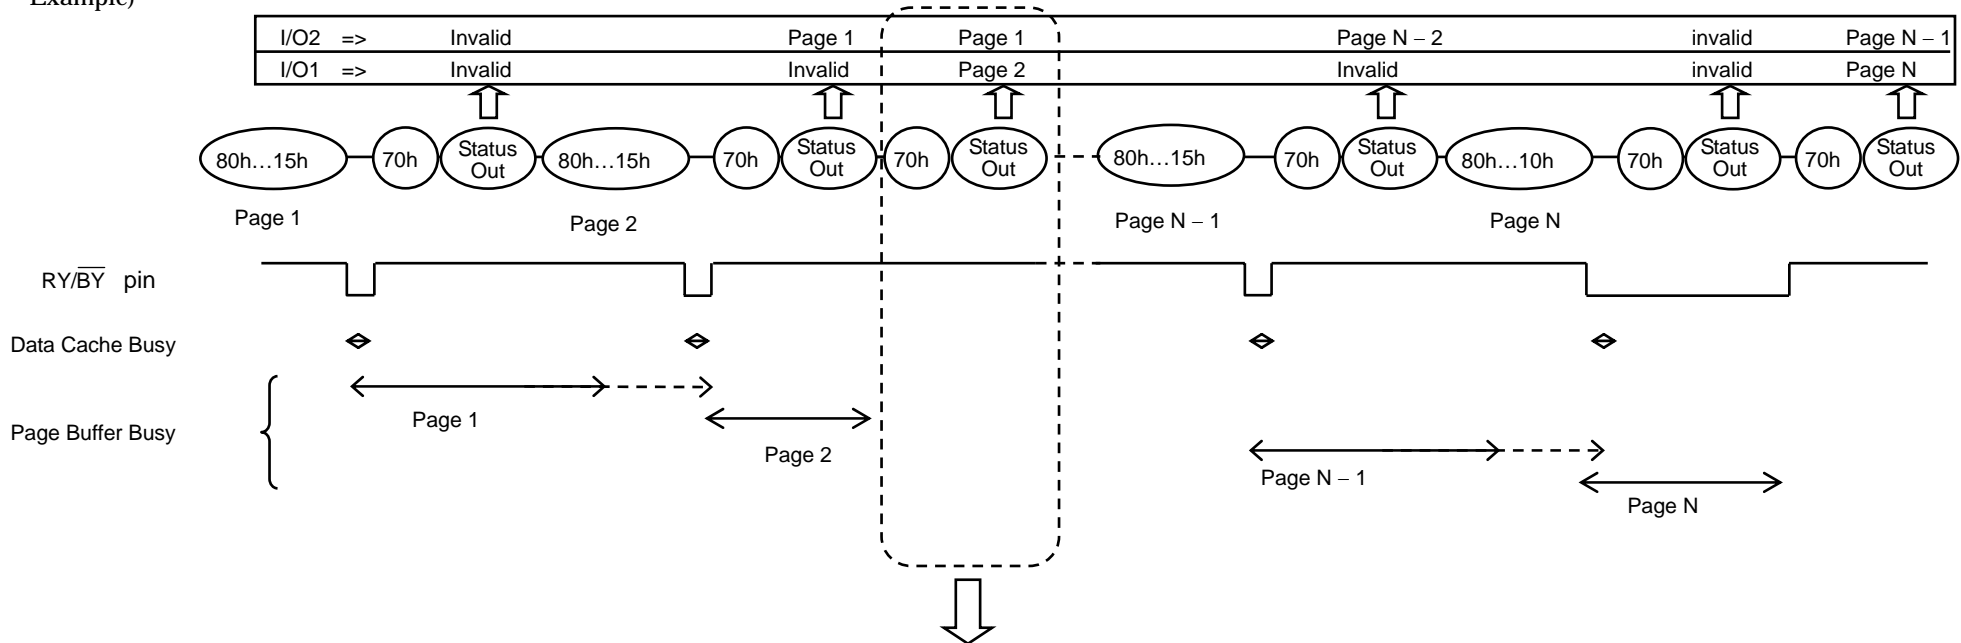 Example)
I/O2 => Invalid Page 1 Page 1 Page N – 2 invalid Page N – 1
I/O1 => Invalid Invalid Page 2 Invalid invalid Page N
80h…15h 70h Status Out 80h…15h 70h Status Out 70h Status Out 80h…15h 70h Status Out 80h…10h 70h Status Out 70h Status Out
Page 1 Page 2 Page N – 1 Page N
RY/BY pin
Data Cache Busy
Page 1
Page Buffer Busy
Page 2
Page N – 1
Page N